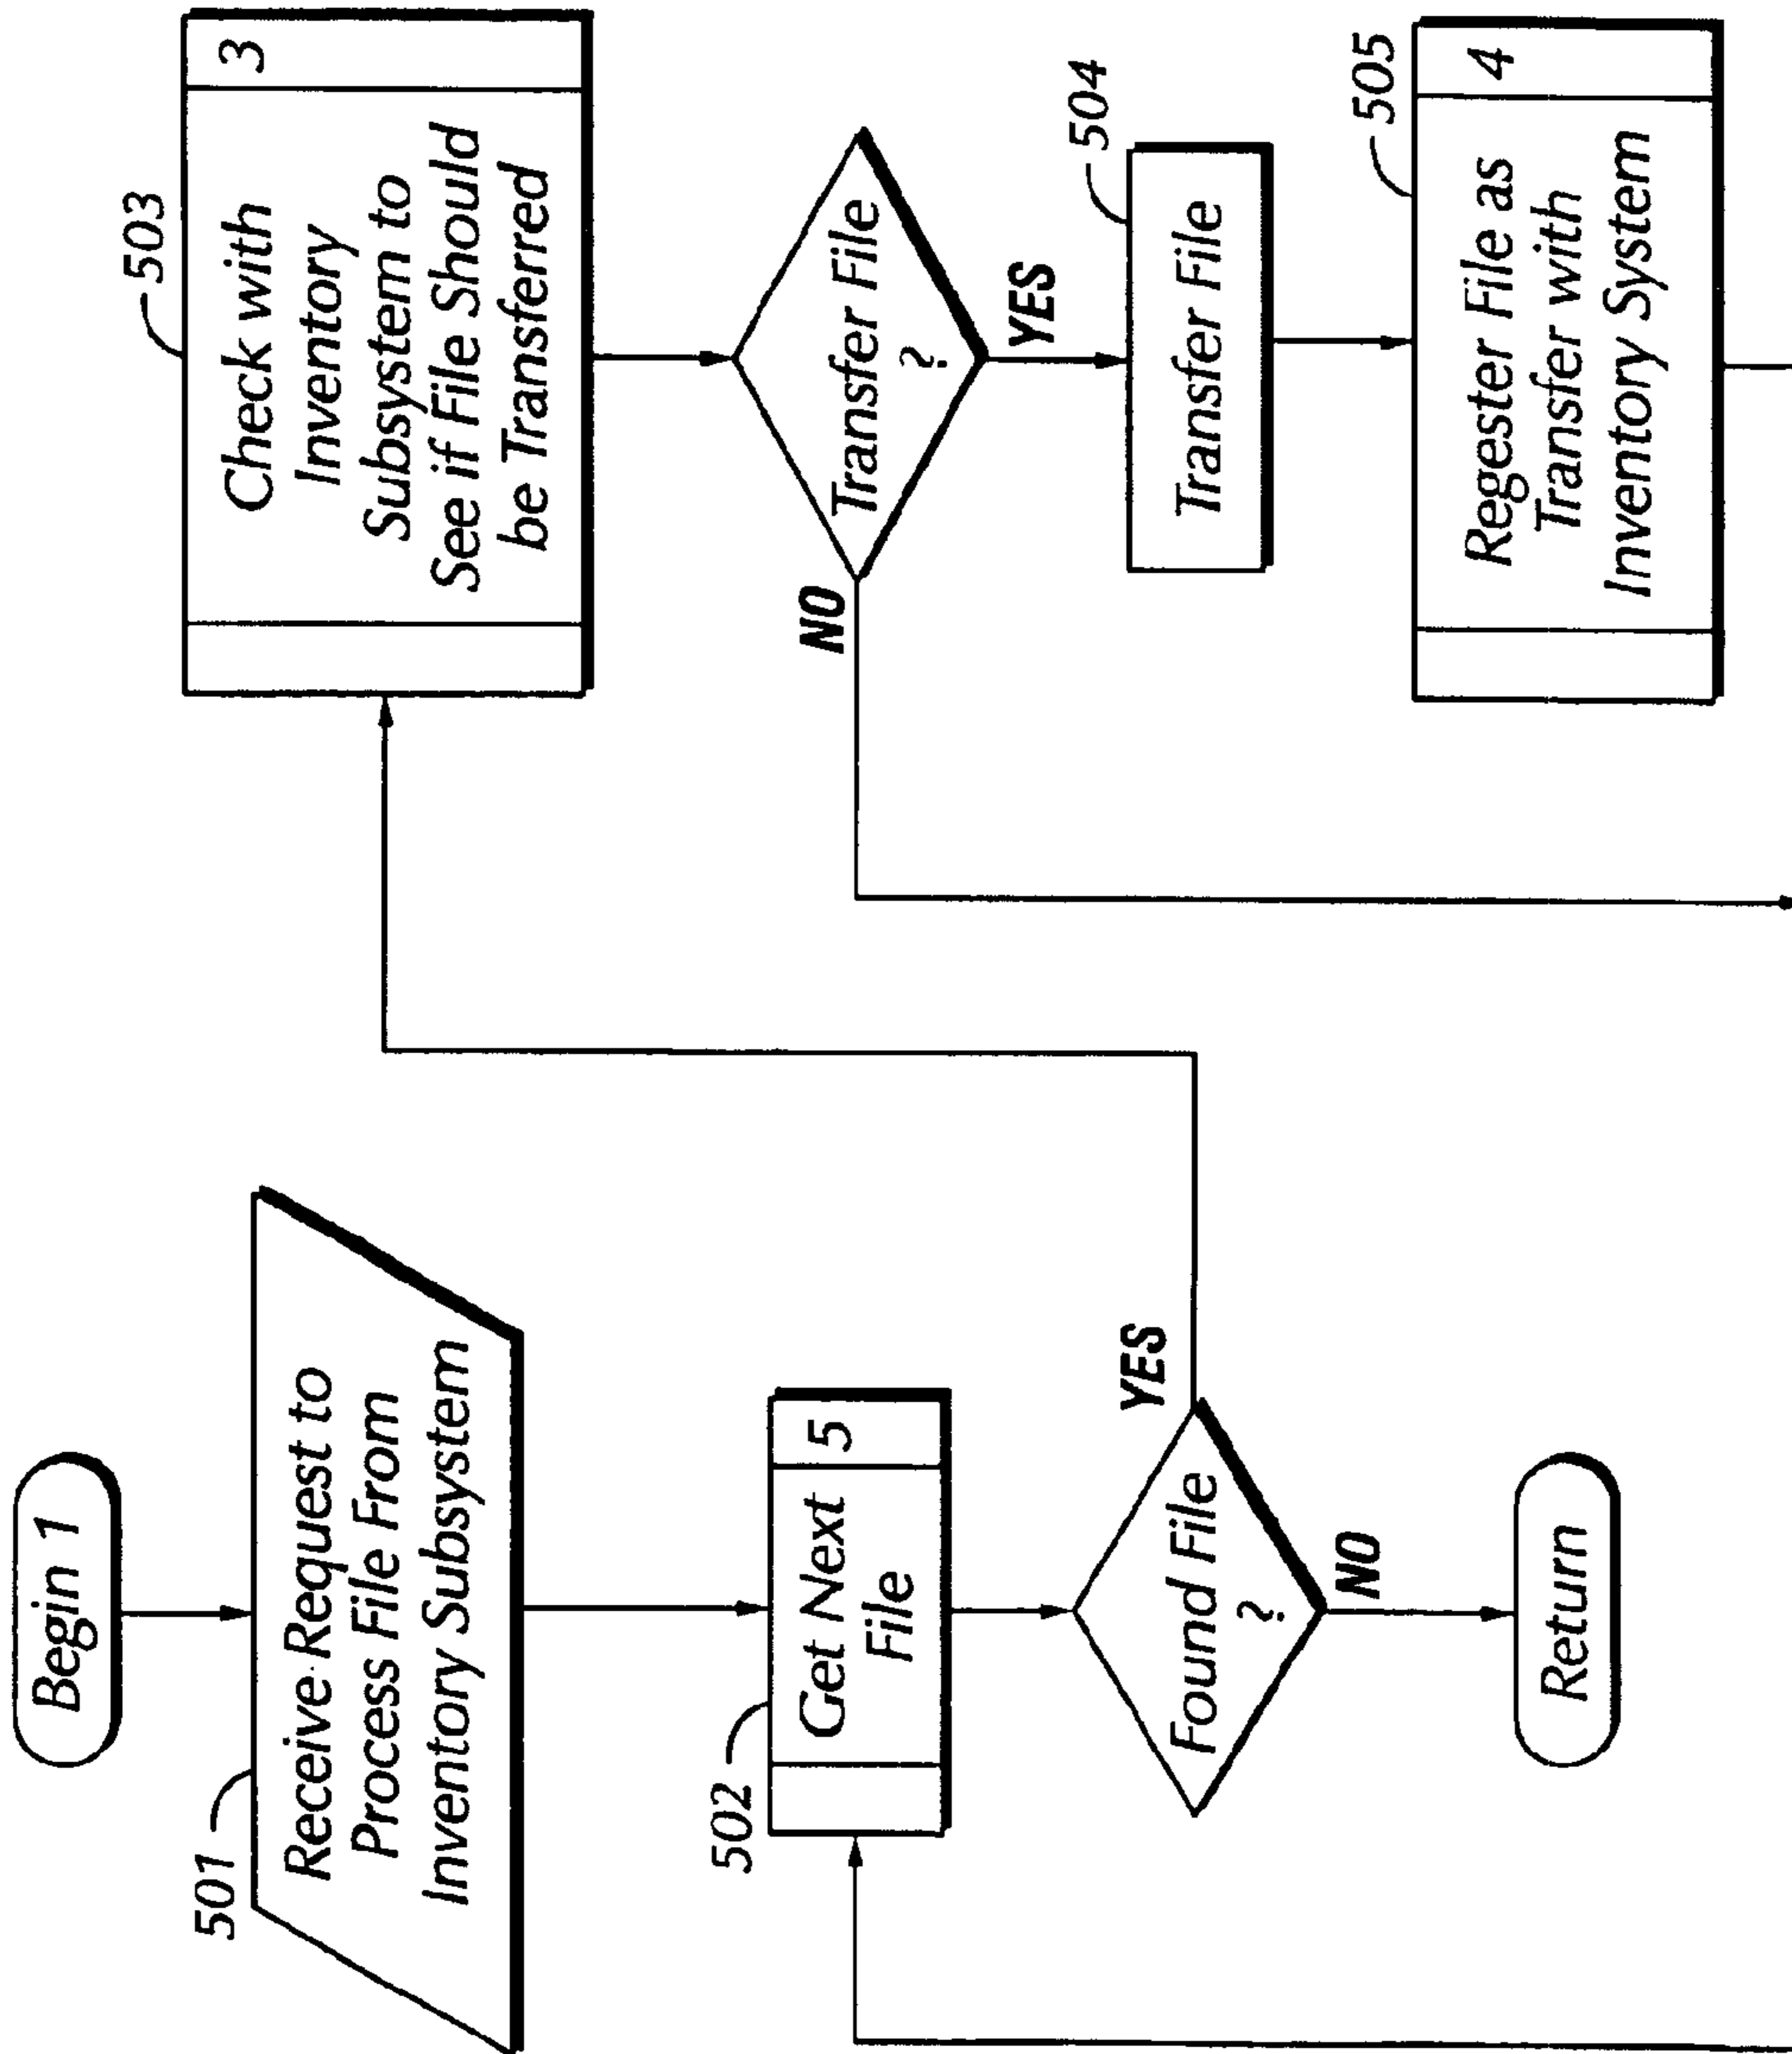 Begin 1
501
Receive Request to
Process File From
Inventory Subsystem
502
Get Next
File
5
Found File
?
YES
NO
Return
503
Check with
Inventory
Subsystem to
See if File Should
be Transferred
3
Transfer File
?
NO
YES
504
Transfer File
505
Regester File as
Transfer with
Inventory System
4